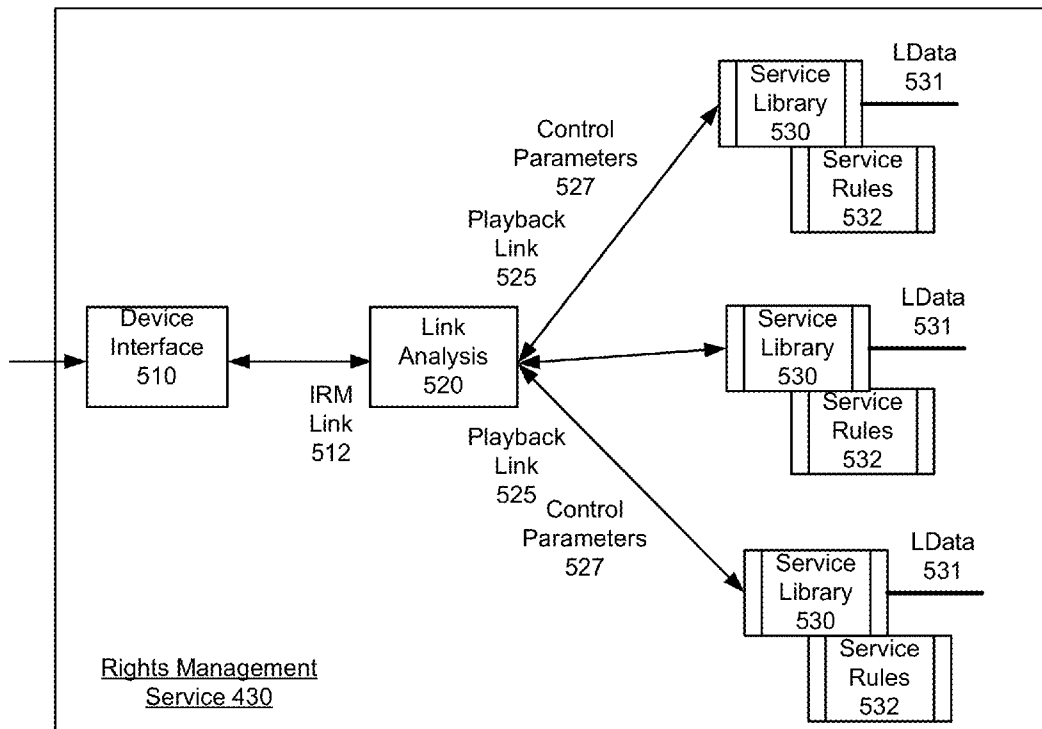 LData
531
Service
Library
530
Service
Rules
532
Control
Parameters
527
Playback
Link
525
Device
Interface
510
IRM
Link
512
Link
Analysis
520
LData
531
Service
Library
530
Service
Rules
532
Playback
Link
525
Control
Parameters
527
LData
531
Service
Library
530
Service
Rules
532
Rights Management
Service 430